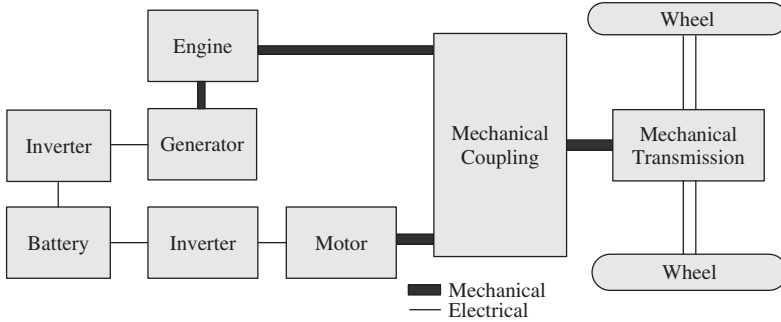 Wheel
Engine
Mechanical
Coupling
Mechanical
Transmission
Inverter
Generator
Battery
Inverter
Motor
Wheel
Mechanical
Electrical